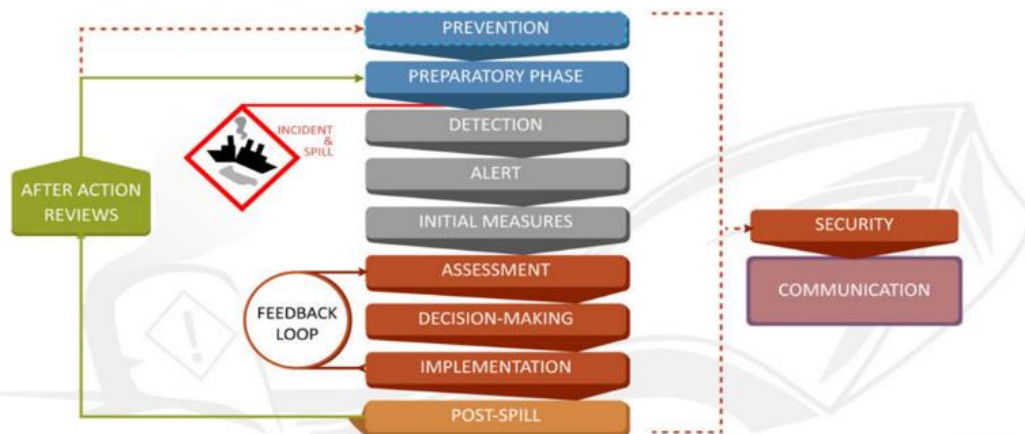 PREVENTION
PREPARATORY PHASE
INCIDENT
&
SPILL
DETECTION
ALERT
AFTER ACTION
REVIEWS
INITIAL MEASURES
SECURITY
ASSESSMENT
COMMUNICATION
FEEDBACK
LOOP
DECISION-MAKING
IMPLEMENTATION
POST-SPILL